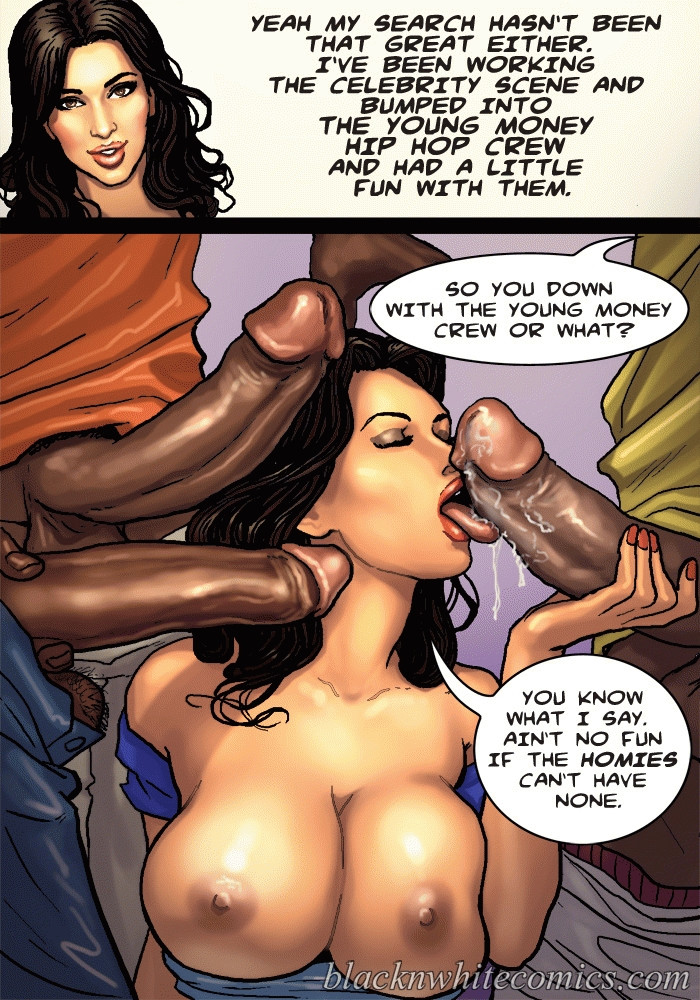 YEAH MY SEARCH HASN'T BEEN
THAT GREAT EITHER.
I'VE BEEN WORKING
THE CELEBRITY SCENE AND
BUMPED INTO
THE YOUNG MONEY
HIP HOP CREW
AND HAD A LITTLE
FUN WITH THEM.
SO YOU DOWN
WITH THE YOUNG MONEY
CREW OR WHAT?
YOU KNOW
WHAT I SAY.
AIN'T NO FUN
IF THE HOMIES
CAN'T HAVE
NONE.
blacknwhitecomics.com